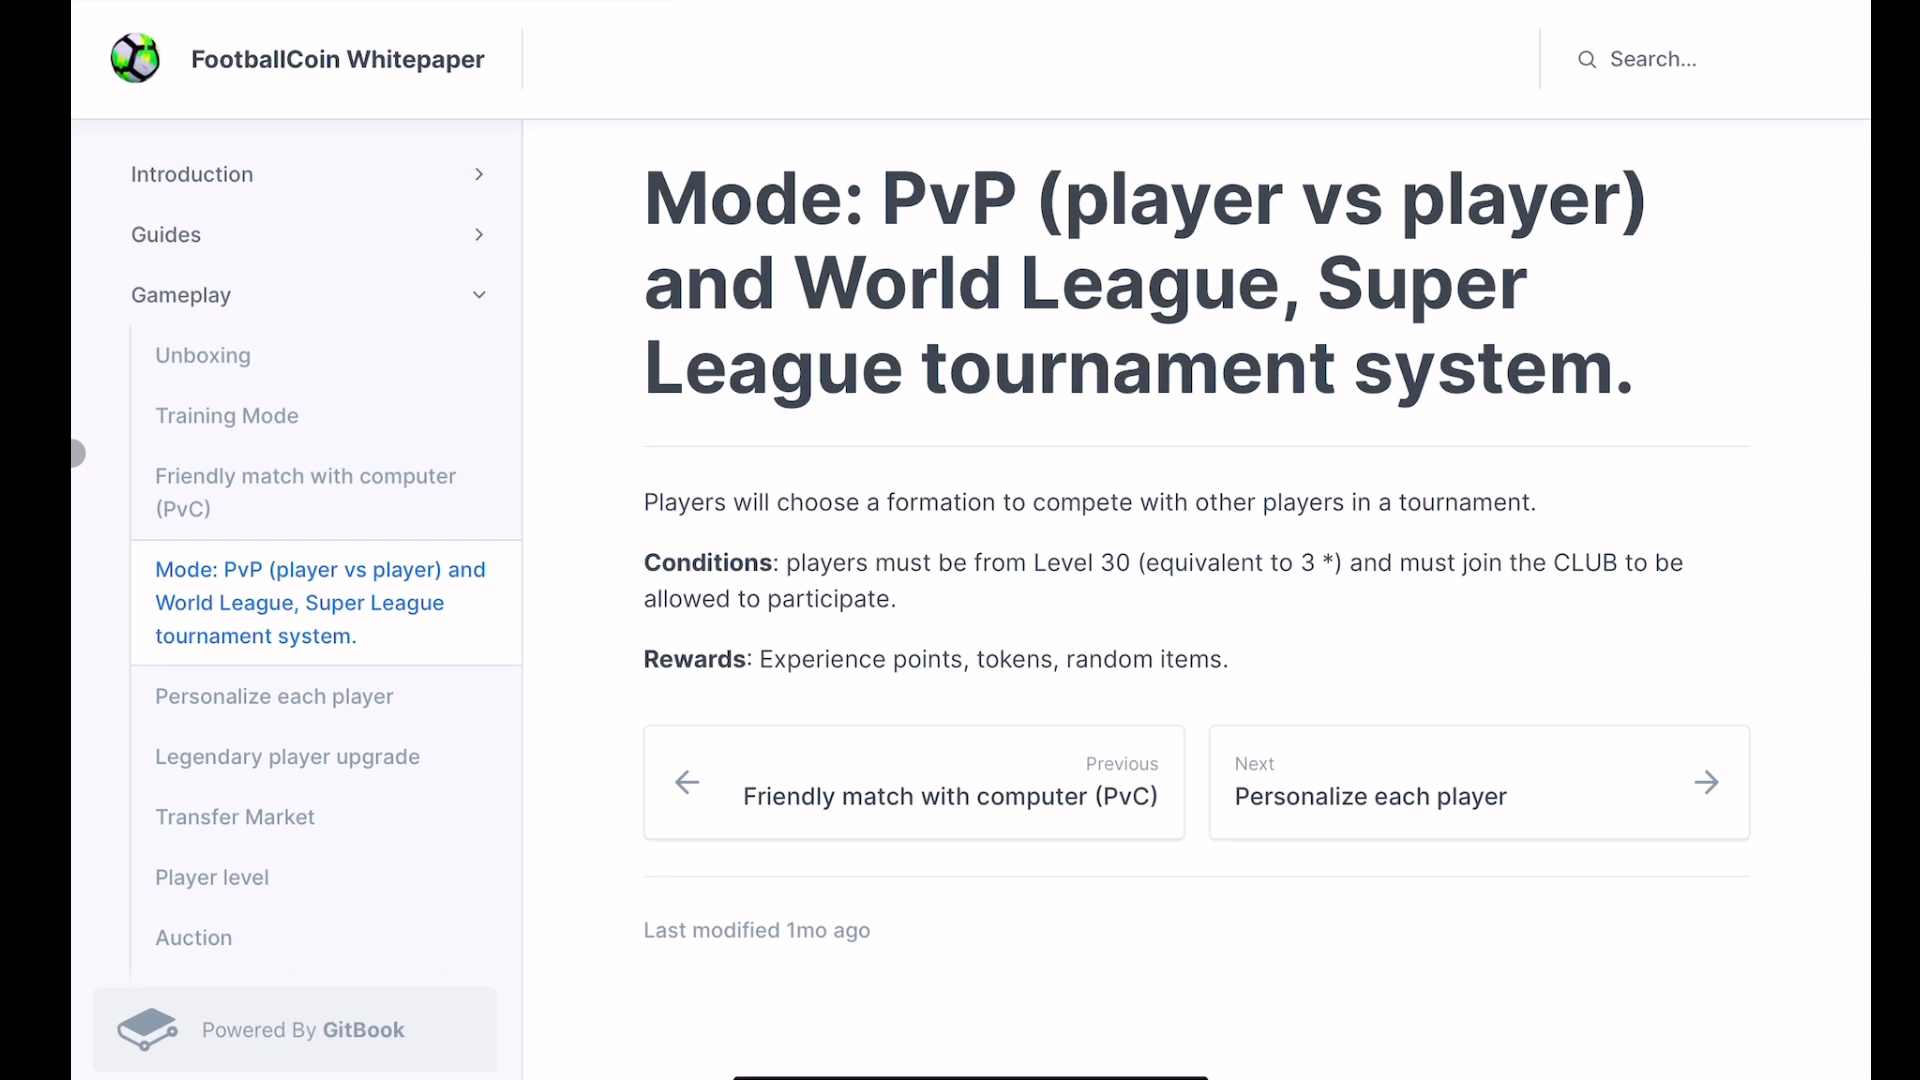 FootballCoin Whitepaper
Search...
Introduction
Guides
Gameplay
Unboxing
Training Mode
Friendly match with computer
(PvC)
Mode: PvP (player vs player) and
World League, Super League
tournament system.
Personalize each player
Legendary player upgrade
Transfer Market
Player level
Auction
Powered By GitBook
Mode: PvP (player vs player)
and World League, Super
League tournament system.
Players will choose a formation to compete with other players in a tournament.
Conditions: players must be from Level 30 (equivalent to 3 *) and must join the CLUB to be
allowed to participate.
Rewards: Experience points, tokens, random items.
Previous
Friendly match with computer (PvC)
Next
Personalize each player
Last modified 1mo ago